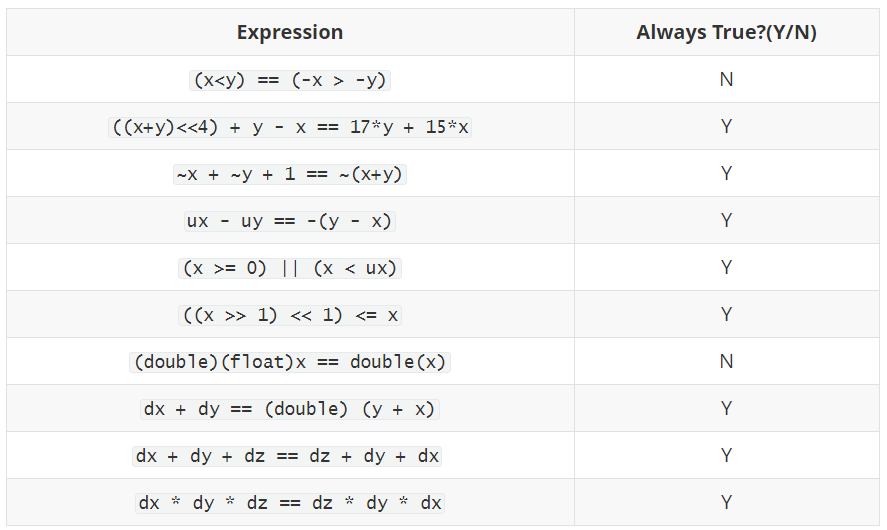 Expression Always True?(Y/N)
(x<y) == (-x > -y) N
((x+y)<<4) + y - x == 17*y + 15*x Y
~x + ~y + 1 == ~(x+y) Y
ux - uy == -(y - x) Y
(x >= 0) || (x < ux) Y
((x >> 1) << 1) <= x Y
(double)(float)x == double(x) N
dx + dy == (double) (y + x) Y
dx + dy + dz == dz + dy + dx Y
dx * dy * dz == dz * dy * dx Y